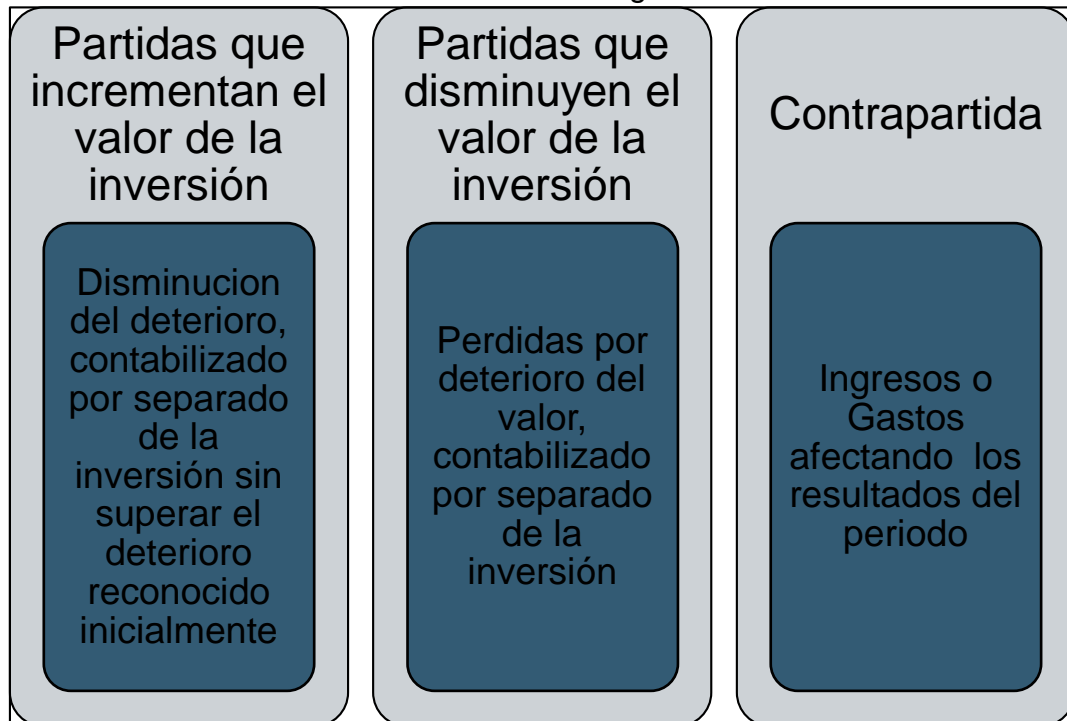 Partidas que
incrementan el
valor de la
inversión
Disminucion
del deterioro,
contabilizado
por separado
de la
inversión sin
superar el
deterioro
reconocido
inicialmente
Partidas que
disminuyen el
valor de la
inversión
Perdidas por
deterioro del
valor,
contabilizado
por separado
de la
inversión
Contrapartida
Ingresos o
Gastos
afectando los
resultados del
periodo